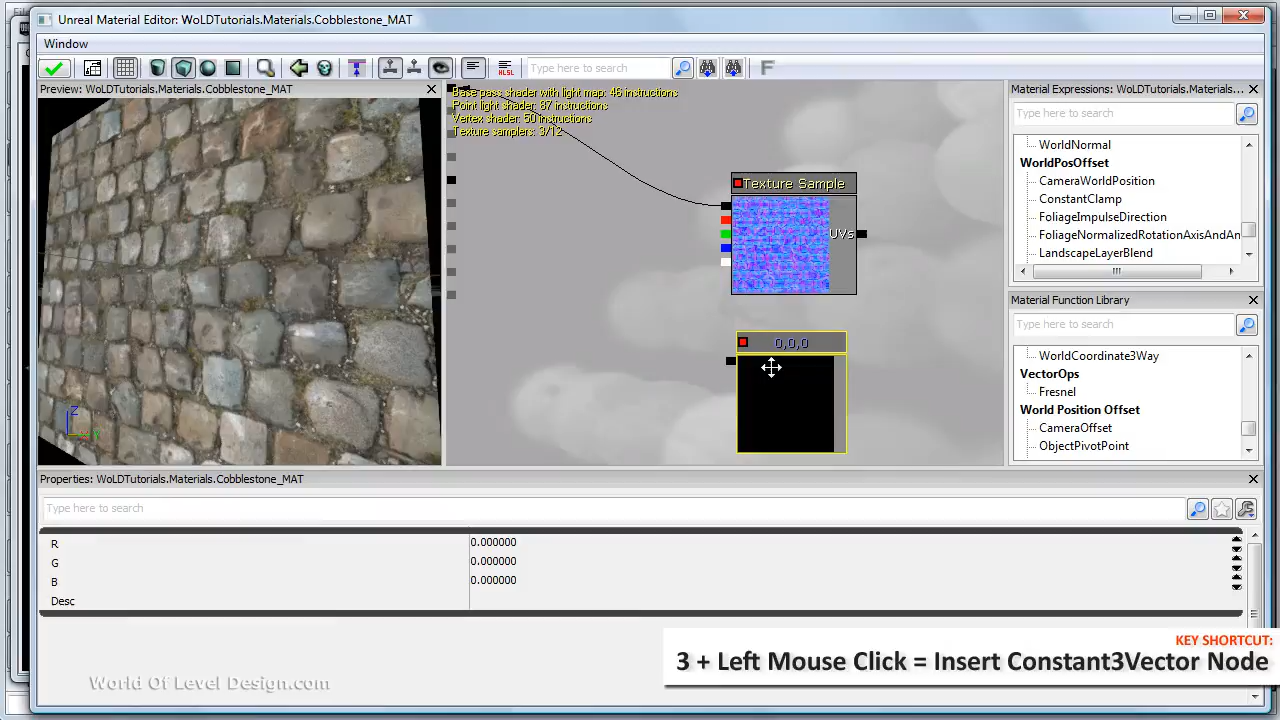 Unreal Material Editor: WoLDTutorials.Materials.Cobblestone_MAT
Window
Type here to search
HLSL
F
Preview: WoLDTutorials.Materials.Cobblestone_MAT
Base pass shader with light map: 46 instructions
Point light shader: 87 instructions
Vertex shader: 50 instructions
Texture samplers: 3/12
Texture Sample
UVs
0,0,0
Z
Material Expressions: WoLDTutorials.Materials...
Type here to search
WorldNormal
WorldPosOffset
CameraWorldPosition
ConstantClamp
FoliageImpulseDirection
FoliageNormalizedRotationAxisAndAn
LandscapeLayerBlend
Material Function Library
Type here to search
WorldCoordinate3Way
VectorOps
Fresnel
World Position Offset
CameraOffset
ObjectPivotPoint
Properties: WoLDTutorials.Materials.Cobblestone_MAT
Type here to search
R 0.000000
G 0.000000
B 0.000000
Desc
KEY SHORTCUT:
3 + Left Mouse Click = Insert Constant3Vector Node
World Of Level Design.com